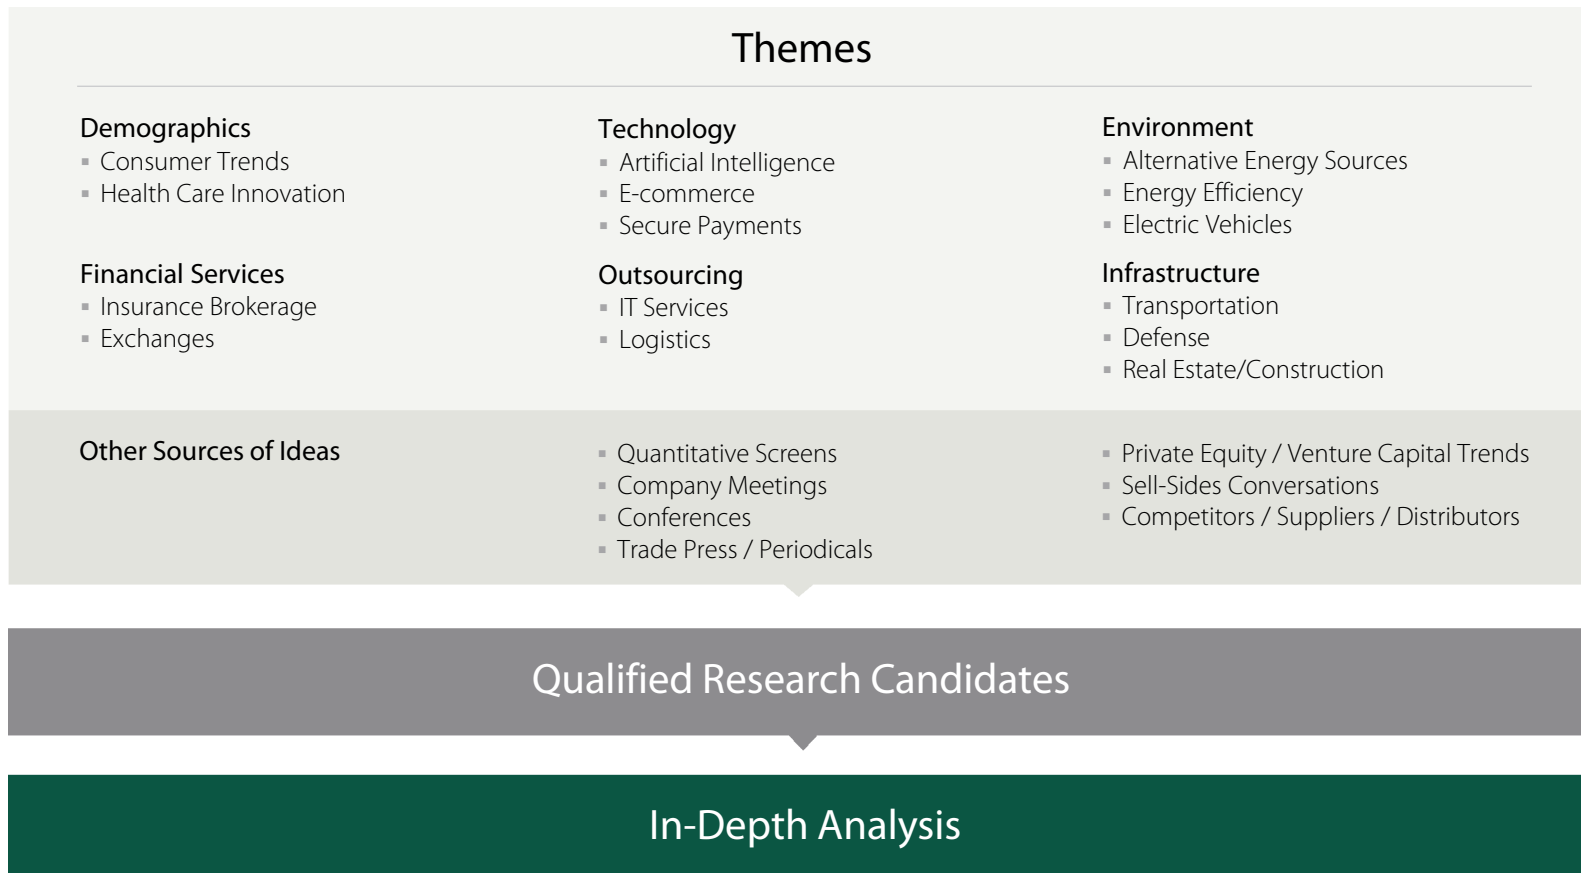 Themes
Demographics
▪ Consumer Trends
▪ Health Care Innovation
Technology
▪ Artificial Intelligence
▪ E-commerce
▪ Secure Payments
Environment
▪ Alternative Energy Sources
▪ Energy Efficiency
▪ Electric Vehicles
Financial Services
▪ Insurance Brokerage
▪ Exchanges
Outsourcing
▪ IT Services
▪ Logistics
Infrastructure
▪ Transportation
▪ Defense
▪ Real Estate/Construction
Other Sources of Ideas
▪ Quantitative Screens
▪ Company Meetings
▪ Conferences
▪ Trade Press / Periodicals
▪ Private Equity / Venture Capital Trends
▪ Sell-Sides Conversations
▪ Competitors / Suppliers / Distributors
Qualified Research Candidates
In-Depth Analysis